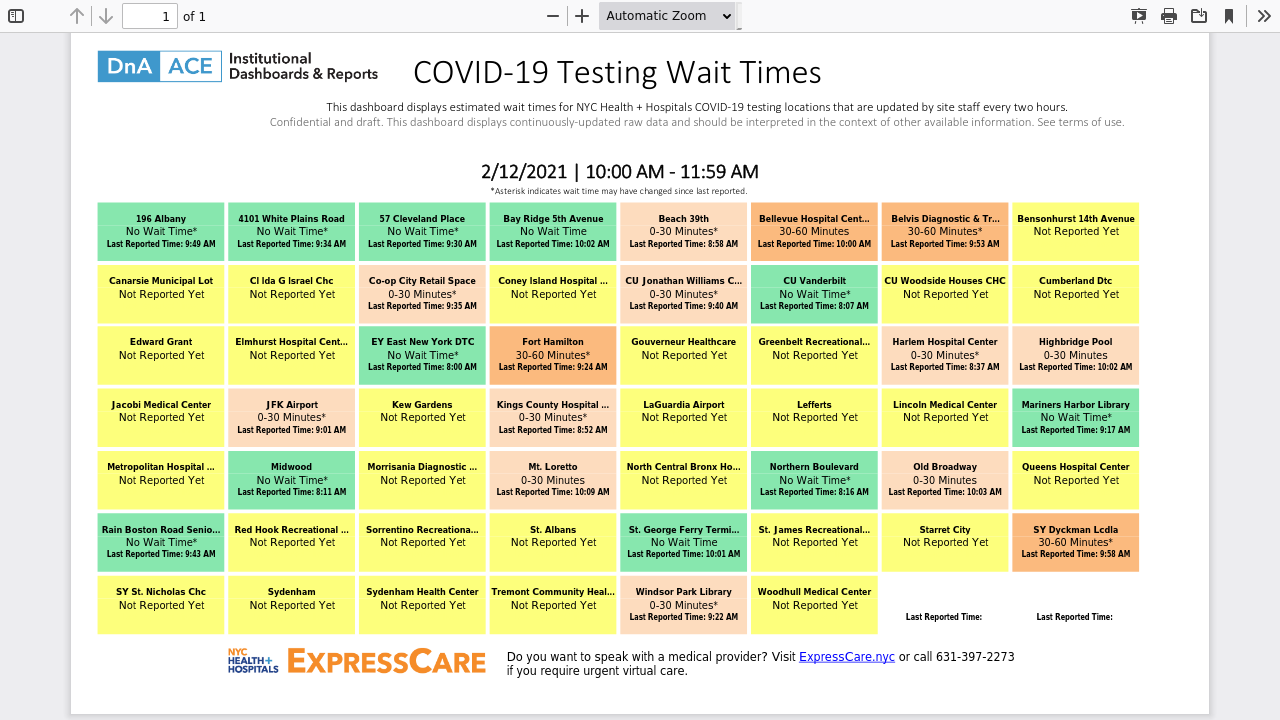 1 of 1 Automatic Zoom
DnA ACE Institutional
Dashboards & Reports
COVID-19 Testing Wait Times
This dashboard displays estimated wait times for NYC Health + Hospitals COVID-19 testing locations that are updated by site staff every two hours.
Confidential and draft. This dashboard displays continuously-updated raw data and should be interpreted in the context of other available information. See terms of use.
2/12/2021 | 10:00 AM - 11:59 AM
*Asterisk indicates wait time may have changed since last reported.
196 Albany
No Wait Time*
Last Reported Time: 9:49 AM
4101 White Plains Road
No Wait Time*
Last Reported Time: 9:34 AM
57 Cleveland Place
No Wait Time*
Last Reported Time: 9:30 AM
Bay Ridge 5th Avenue
No Wait Time
Last Reported Time: 10:02 AM
Beach 39th
0-30 Minutes*
Last Reported Time: 8:58 AM
Bellevue Hospital Cent...
30-60 Minutes
Last Reported Time: 10:00 AM
Belvis Diagnostic & Tr...
30-60 Minutes*
Last Reported Time: 9:53 AM
Bensonhurst 14th Avenue
Not Reported Yet
Canarsie Municipal Lot
Not Reported Yet
Cl Ida G Israel Chc
Not Reported Yet
Co-op City Retail Space
0-30 Minutes*
Last Reported Time: 9:35 AM
Coney Island Hospital ...
Not Reported Yet
CU Jonathan Williams C...
0-30 Minutes*
Last Reported Time: 9:40 AM
CU Vanderbilt
No Wait Time*
Last Reported Time: 8:07 AM
CU Woodside Houses CHC
Not Reported Yet
Cumberland Dtc
Not Reported Yet
Edward Grant
Not Reported Yet
Elmhurst Hospital Cent...
Not Reported Yet
EY East New York DTC
No Wait Time*
Last Reported Time: 8:00 AM
Fort Hamilton
30-60 Minutes*
Last Reported Time: 9:24 AM
Gouverneur Healthcare
Not Reported Yet
Greenbelt Recreational...
Not Reported Yet
Harlem Hospital Center
0-30 Minutes*
Last Reported Time: 8:37 AM
Highbridge Pool
0-30 Minutes
Last Reported Time: 10:02 AM
Jacobi Medical Center
Not Reported Yet
JFK Airport
0-30 Minutes*
Last Reported Time: 9:01 AM
Kew Gardens
Not Reported Yet
Kings County Hospital ...
0-30 Minutes*
Last Reported Time: 8:52 AM
LaGuardia Airport
Not Reported Yet
Lefferts
Not Reported Yet
Lincoln Medical Center
Not Reported Yet
Mariners Harbor Library
No Wait Time*
Last Reported Time: 9:17 AM
Metropolitan Hospital ...
Not Reported Yet
Midwood
No Wait Time*
Last Reported Time: 8:11 AM
Morrisania Diagnostic ...
Not Reported Yet
Mt. Loretto
0-30 Minutes
Last Reported Time: 10:09 AM
North Central Bronx Ho...
Not Reported Yet
Northern Boulevard
No Wait Time*
Last Reported Time: 8:16 AM
Old Broadway
0-30 Minutes
Last Reported Time: 10:03 AM
Queens Hospital Center
Not Reported Yet
Rain Boston Road Senio...
No Wait Time*
Last Reported Time: 9:43 AM
Red Hook Recreational ...
Not Reported Yet
Sorrentino Recreationa...
Not Reported Yet
St. Albans
Not Reported Yet
St. George Ferry Termi...
No Wait Time
Last Reported Time: 10:01 AM
St. James Recreational...
Not Reported Yet
Starret City
Not Reported Yet
SY Dyckman Lcdla
30-60 Minutes*
Last Reported Time: 9:58 AM
SY St. Nicholas Chc
Not Reported Yet
Sydenham
Not Reported Yet
Sydenham Health Center
Not Reported Yet
Tremont Community Heal...
Not Reported Yet
Windsor Park Library
0-30 Minutes*
Last Reported Time: 9:22 AM
Woodhull Medical Center
Not Reported Yet
Last Reported Time:
Last Reported Time:
NYC
HEALTH+
HOSPITALS
EXPRESSCARE
Do you want to speak with a medical provider? Visit ExpressCare.nyc or call 631-397-2273
if you require urgent virtual care.